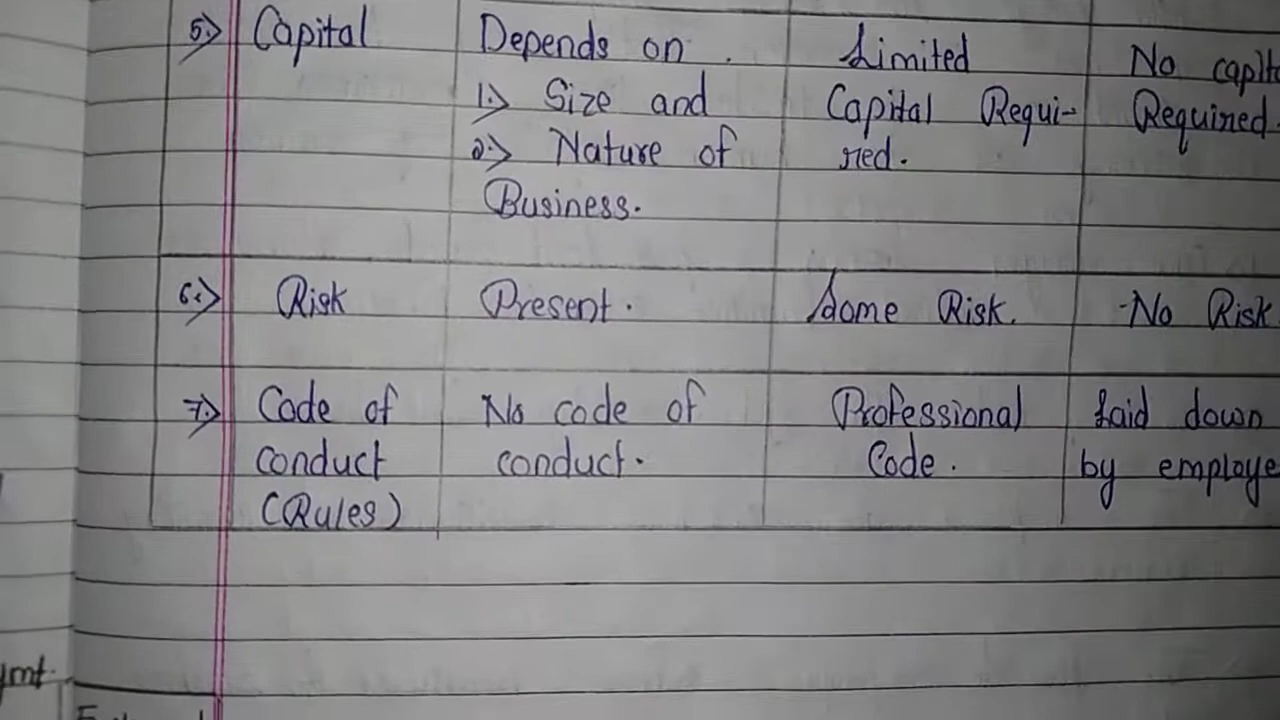 5.> Capital Depends on . Limited No capit
1.> Size and Capital Requi- Required.
2.> Nature of red.
Business.
6.> Risk Present. Some Risk. No Risk
7.> Code of No code of Professional Laid down
conduct conduct. Code. by employe
(Rules)
ymt.